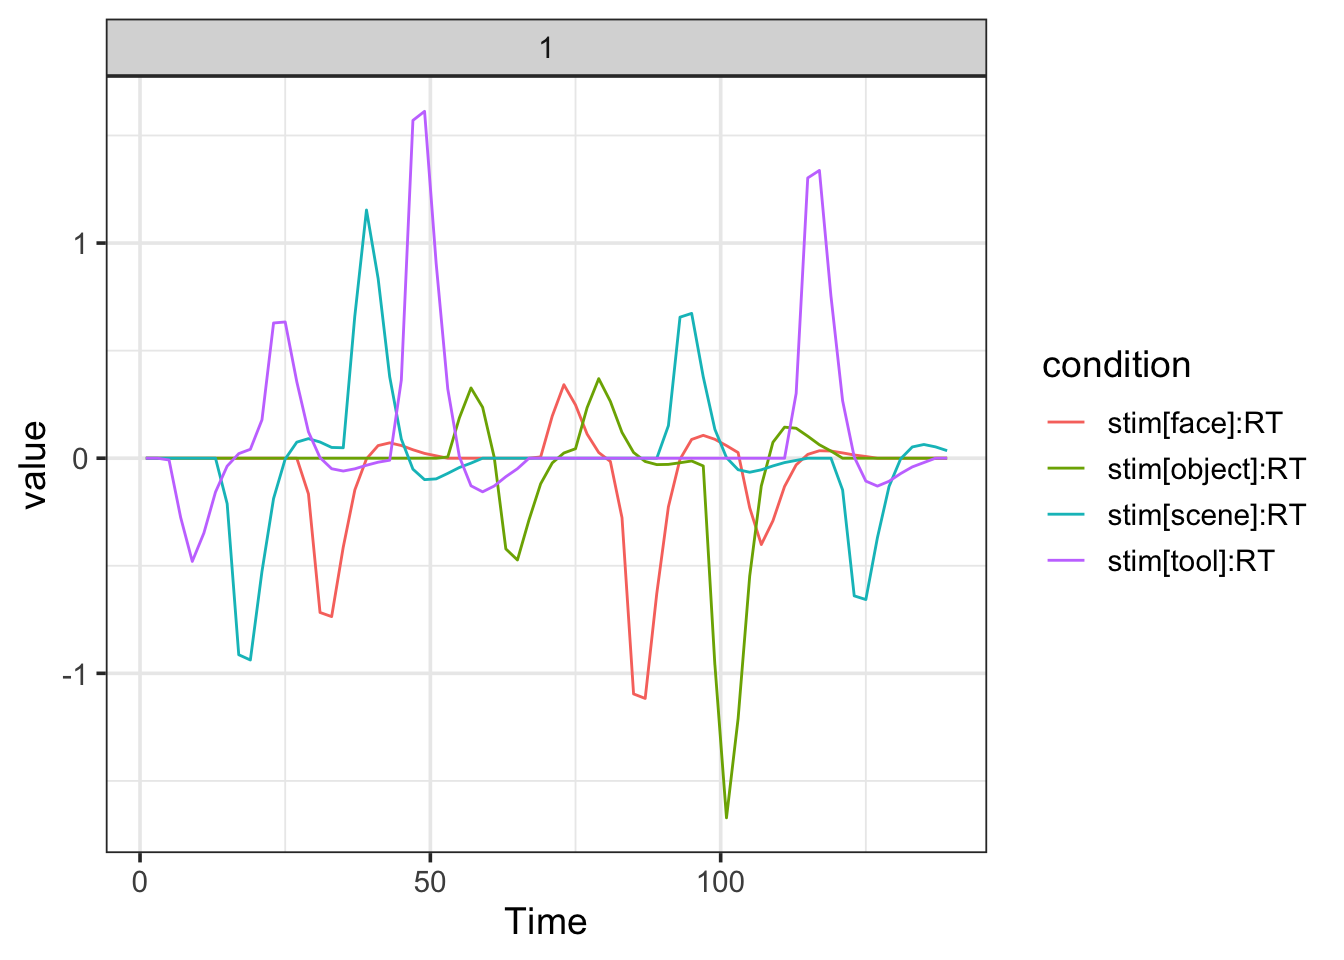 1
value
1
0
-1
0
50
100
Time
condition
stim[face]:RT
stim[object]:RT
stim[scene]:RT
stim[tool]:RT